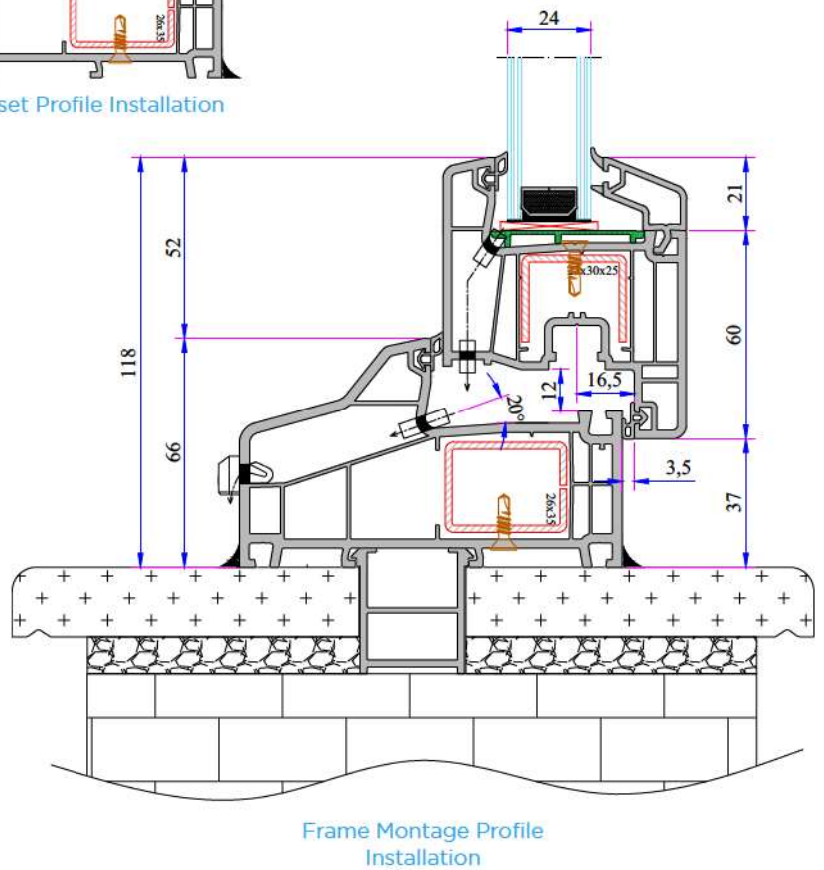 24
26x35
set Profile Installation
21
52
x30x25
118
60
12
16,5
20°
66
3,5
26x35
37
Frame Montage Profile
Installation